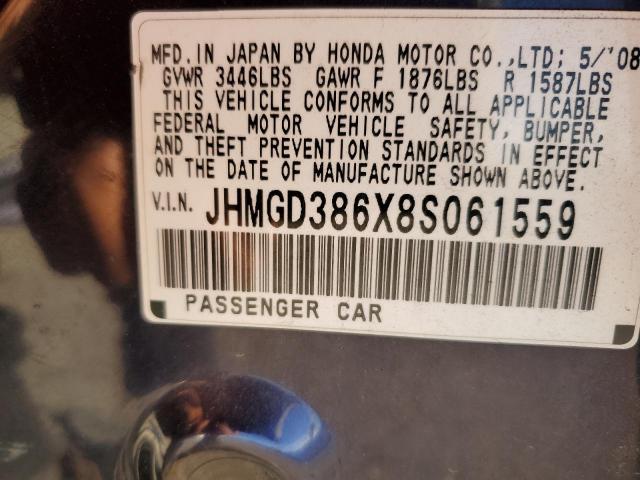 MFD. IN JAPAN BY HONDA MOTOR CO., LTD; 5/'08
GVWR 3446LBS GAWR F 1876LBS R 1587LBS
THIS VEHICLE CONFORMS TO ALL APPLICABLE
FEDERAL MOTOR VEHICLE SAFETY, BUMPER,
AND THEFT PREVENTION STANDARDS IN EFFECT
ON THE DATE OF MANUFACTURE SHOWN ABOVE.
V.I.N. JHMGD386X8S061559
PASSENGER CAR